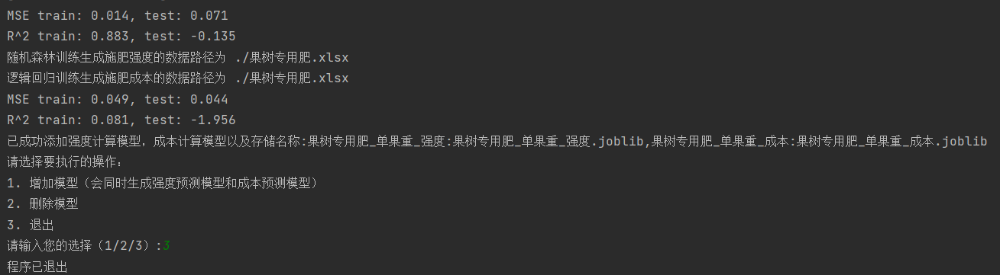 MSE train: 0.014, test: 0.071
R^2 train: 0.883, test: -0.135
随机森林训练生成施肥强度的数据路径为 ./果树专用肥.xlsx
逻辑回归训练生成施肥成本的数据路径为 ./果树专用肥.xlsx
MSE train: 0.049, test: 0.044
R^2 train: 0.081, test: -1.956
已成功添加强度计算模型，成本计算模型以及存储名称:果树专用肥_单果重_强度:果树专用肥_单果重_强度.joblib,果树专用肥_单果重_成本:果树专用肥_单果重_成本.joblib
请选择要执行的操作：
1. 增加模型（会同时生成强度预测模型和成本预测模型）
2. 删除模型
3. 退出
请输入您的选择（1/2/3）:3
程序已退出